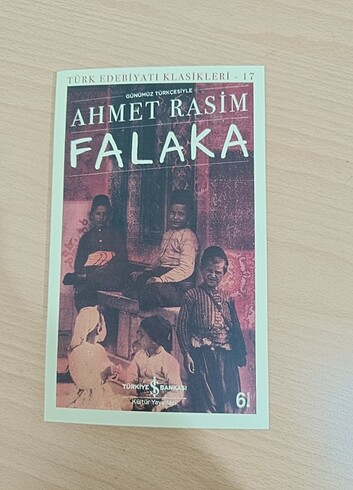 TÜRK EDEBİYATI KLASİKLERİ - 17
GÜNÜMÜZ TÜRKÇESİYLE
AHMET RASİM
FALAKA
TÜRKİYE İŞ BANKASI
Kültür Yayınları